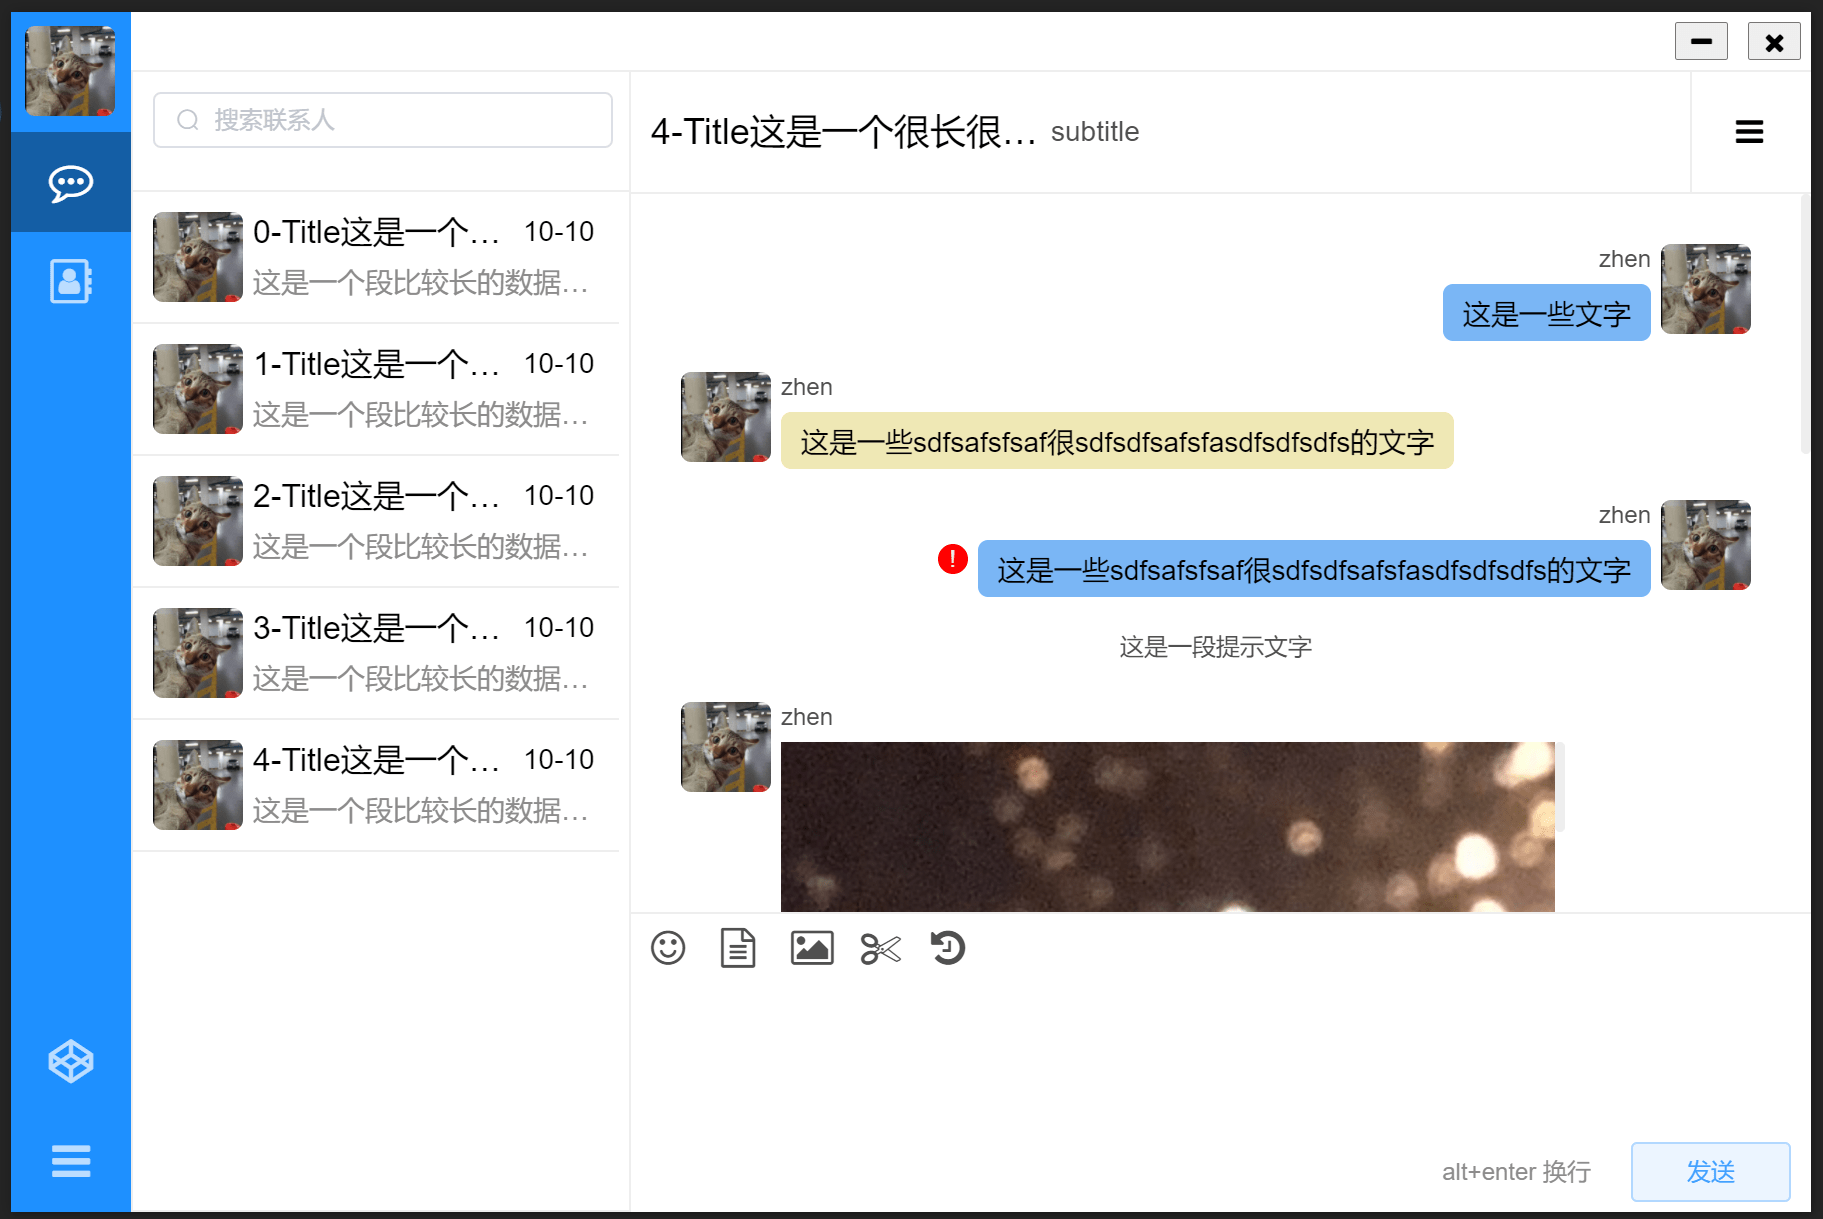 搜索联系人
0-Title这是一个… 10-10
这是一个段比较长的数据…
1-Title这是一个… 10-10
这是一个段比较长的数据…
2-Title这是一个… 10-10
这是一个段比较长的数据…
3-Title这是一个… 10-10
这是一个段比较长的数据…
4-Title这是一个… 10-10
这是一个段比较长的数据…
4-Title这是一个很长很… subtitle
zhen
这是一些文字
zhen
这是一些sdfsafsfsaf很sdfsdfsafsfasdfsdfsdfs的文字
zhen
!
这是一些sdfsafsfsaf很sdfsdfsafsfasdfsdfsdfs的文字
这是一段提示文字
zhen
alt+enter 换行
发送